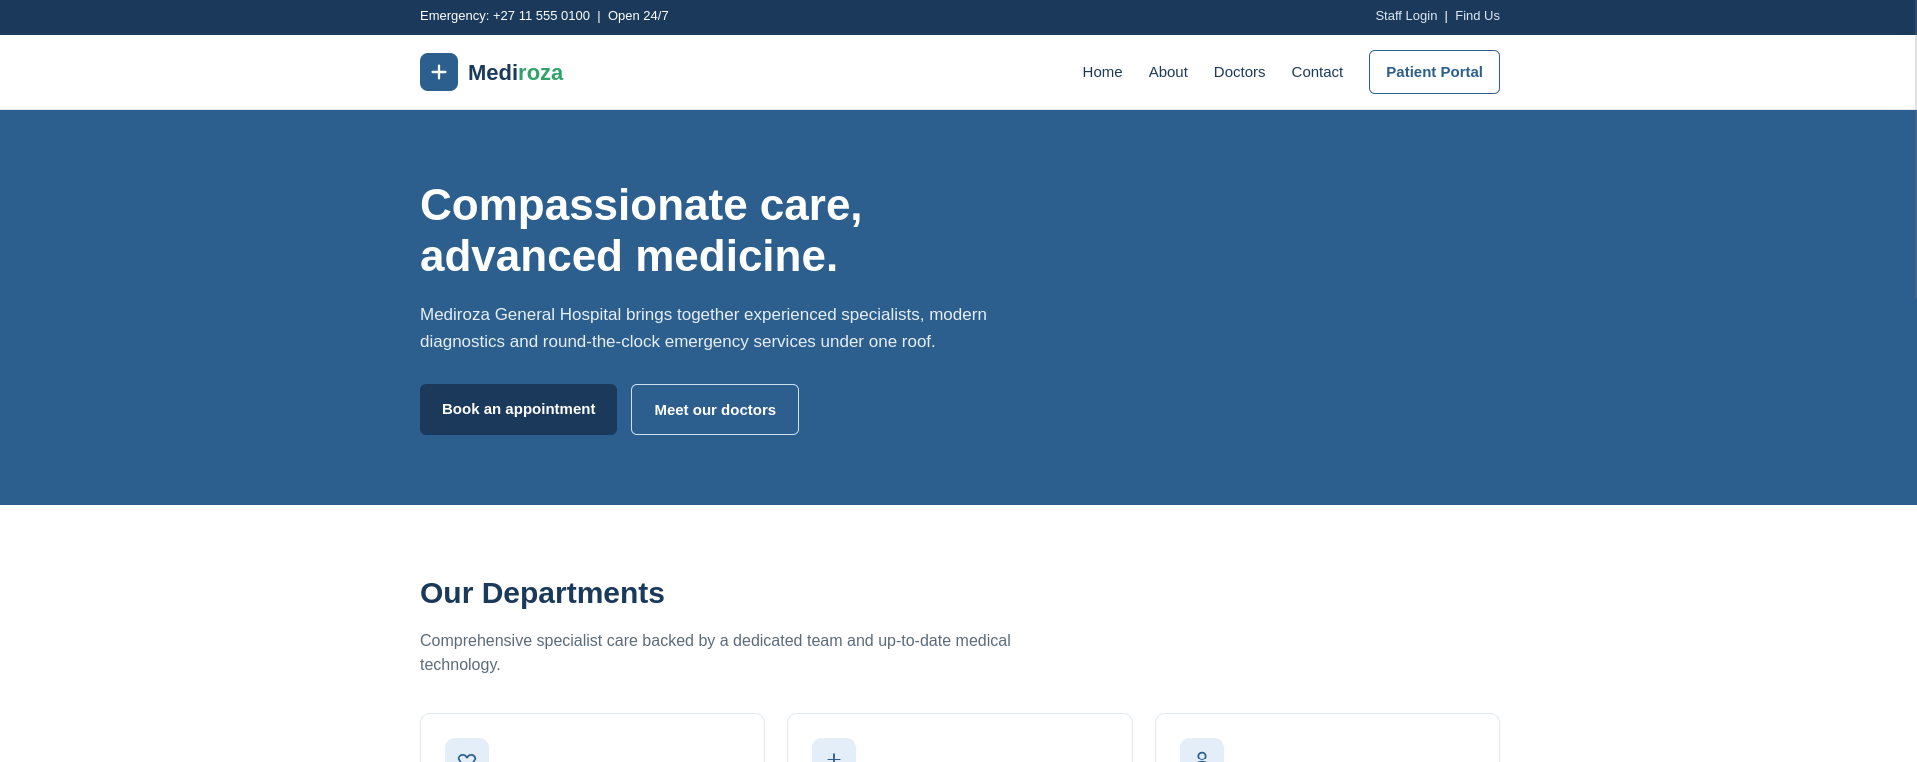 Emergency: +27 11 555 0100 | Open 24/7
Staff Login | Find Us
Mediroza
Home About Doctors Contact Patient Portal
Compassionate care,
advanced medicine.
Mediroza General Hospital brings together experienced specialists, modern
diagnostics and round-the-clock emergency services under one roof.
Book an appointment Meet our doctors
Our Departments
Comprehensive specialist care backed by a dedicated team and up-to-date medical
technology.